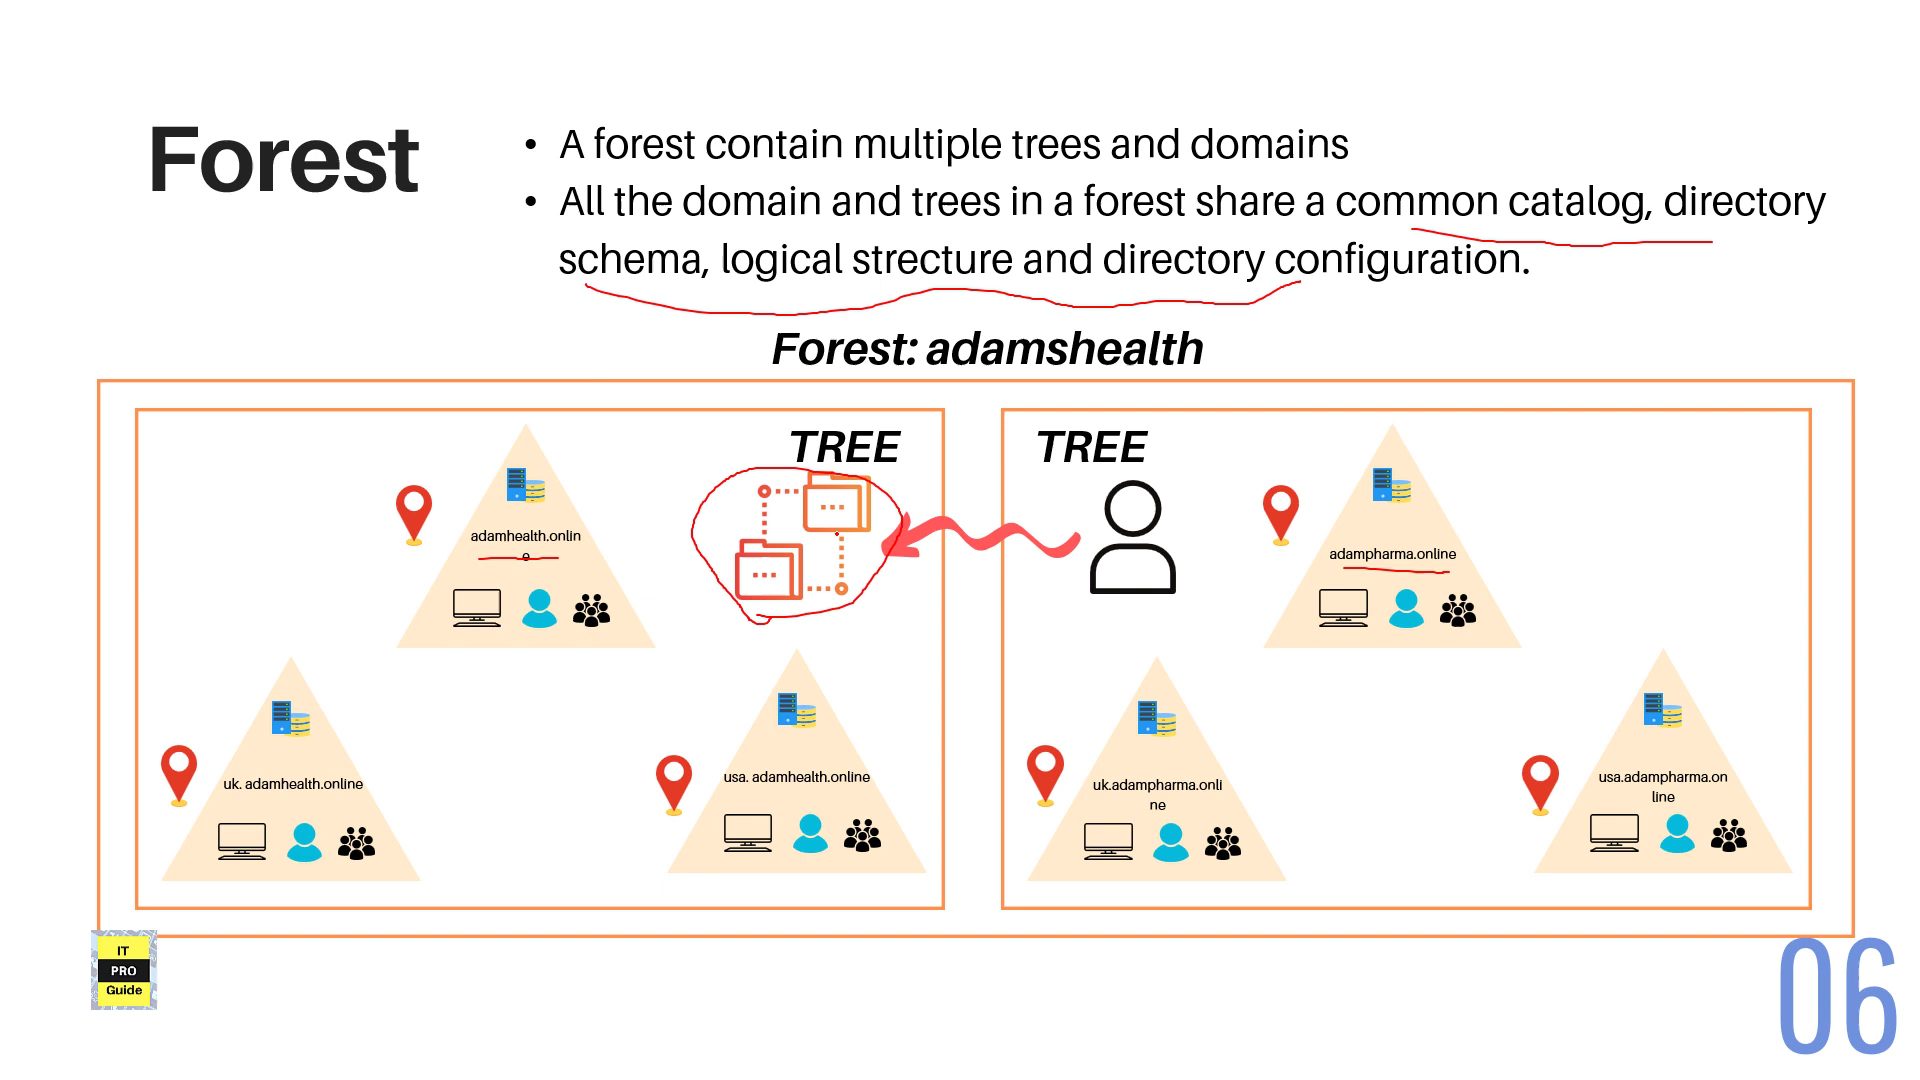 Forest
• A forest contain multiple trees and domains
• All the domain and trees in a forest share a common catalog, directory
schema, logical strecture and directory configuration.
Forest: adamshealth
TREE
adamhealth.onlin
e
uk. adamhealth.online
usa. adamhealth.online
TREE
adampharma.online
uk.adampharma.onli
ne
usa.adampharma.on
line
IT
PRO
Guide
06